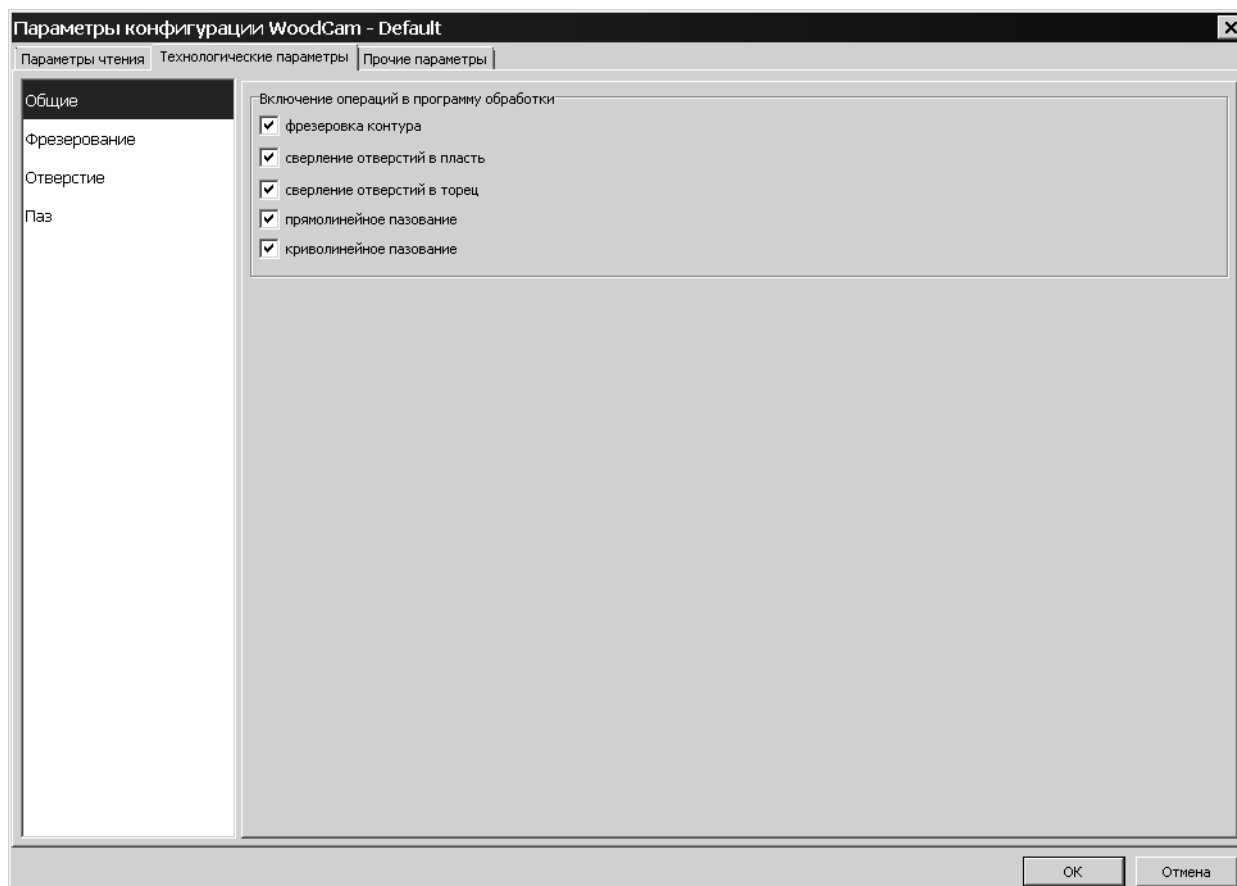 Параметры конфигурации WoodCam - Default
Параметры чтения Технологические параметры Прочие параметры
Общие
Фрезерование
Отверстие
Паз
Включение операций в программу обработки
фрезеровка контура
сверление отверстий в пласть
сверление отверстий в торец
прямолинейное пазование
криволинейное пазование
ОК Отмена